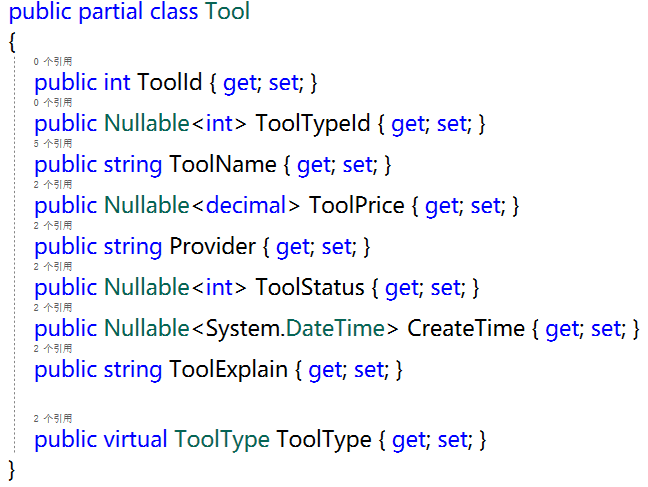 public partial class Tool
{
0 个引用
public int ToolId { get; set; }
0 个引用
public Nullable<int> ToolTypeId { get; set; }
5 个引用
public string ToolName { get; set; }
2 个引用
public Nullable<decimal> ToolPrice { get; set; }
2 个引用
public string Provider { get; set; }
2 个引用
public Nullable<int> ToolStatus { get; set; }
2 个引用
public Nullable<System.DateTime> CreateTime { get; set; }
2 个引用
public string ToolExplain { get; set; }
2 个引用
public virtual ToolType ToolType { get; set; }
}